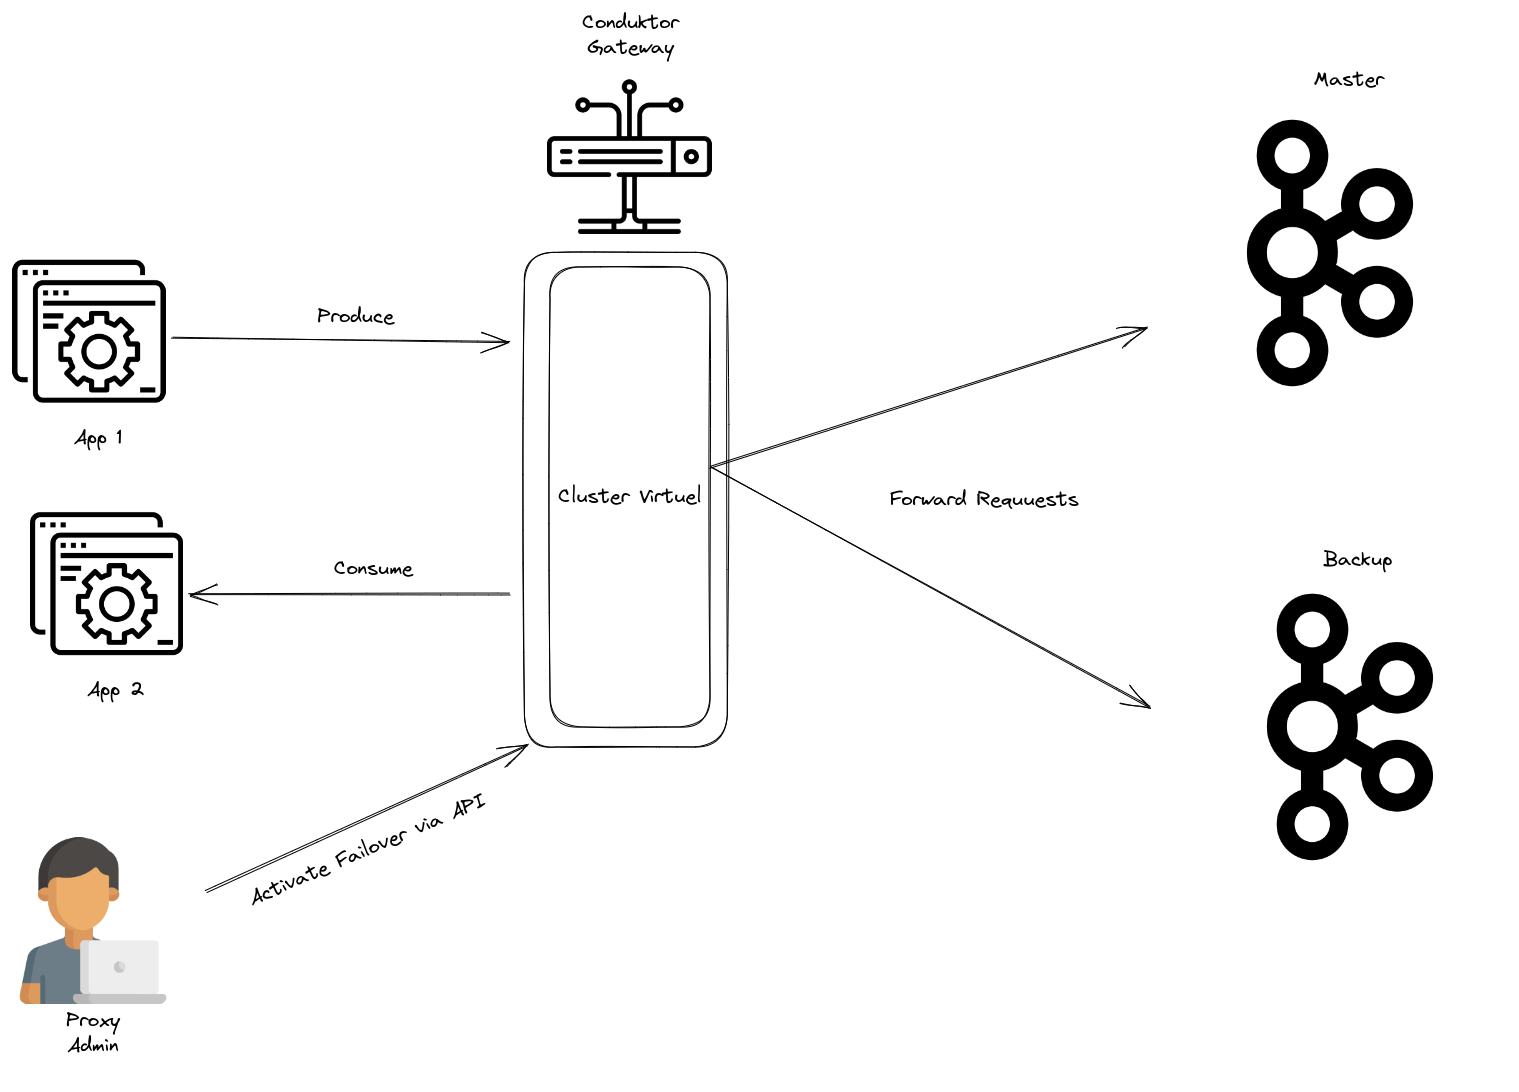 Conduktor
Gateway
Master
Produce
App 1
Cluster Virtuel
Forward Requuests
Consume
Backup
App 2
Activate Failover via API
Proxy
Admin